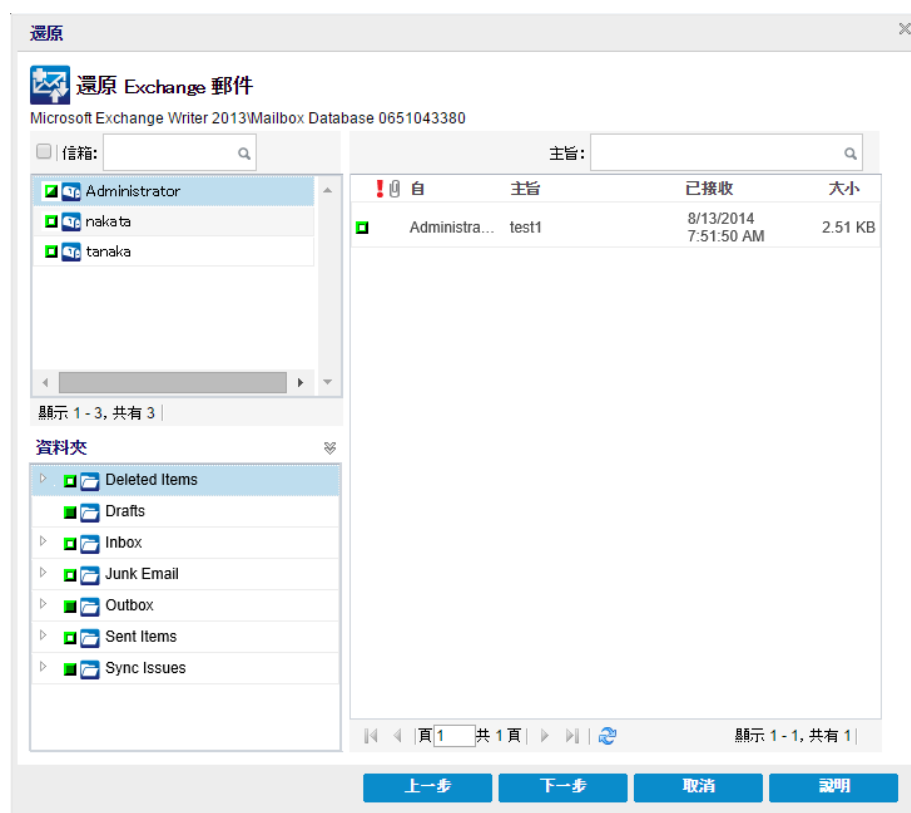 還原
還原 Exchange 郵件
Microsoft Exchange Writer 2013\Mailbox Database 0651043380
信箱:
主旨:
Administrator
nakata
tanaka
顯示 1 - 3, 共有 3
資料夾
Deleted Items
Drafts
Inbox
Junk Email
Outbox
Sent Items
Sync Issues
自 主旨 已接收 大小
Administra... test1 8/13/2014 7:51:50 AM 2.51 KB
頁 1 共 1 頁 顯示 1 - 1, 共有 1
上一步 下一步 取消 說明